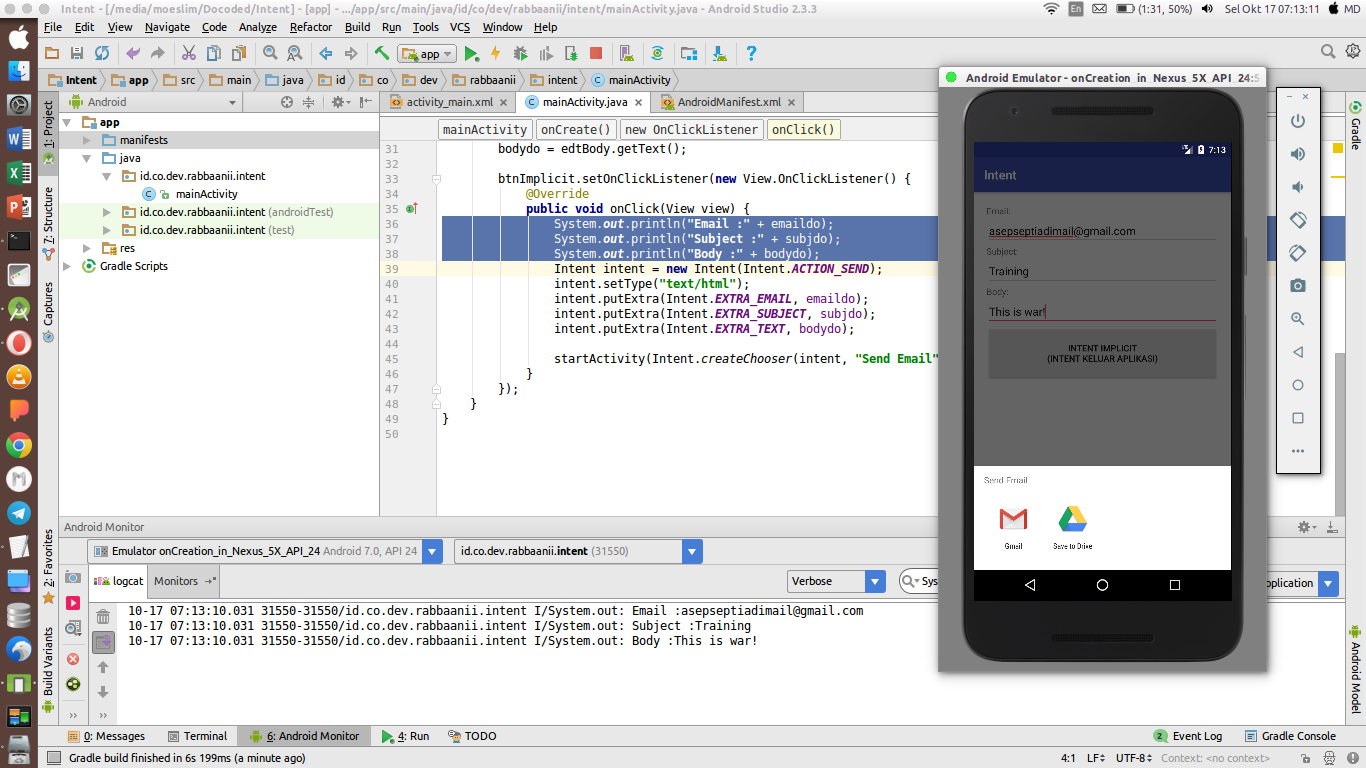 Intent - [/media/moeslim/Docoded/Intent] - [app] - .../app/src/main/java/id/co/dev/rabbaanii/intent/mainActivity.java - Android Studio 2.3.3
En
(1:31, 50%)
Sel Okt 17 07:13:11
MD
File Edit View Navigate Code Analyze Refactor Build Run Tools VCS Window Help
app
Intent app src main java id co dev rabbaanii intent mainActivity
1: Project
7: Structure
Captures
2: Favorites
Build Variants
Android
app
manifests
java
id.co.dev.rabbaanii.intent
mainActivity
id.co.dev.rabbaanii.intent (androidTest)
id.co.dev.rabbaanii.intent (test)
res
Gradle Scripts
activity_main.xml mainActivity.java AndroidManifest.xml
mainActivity onCreate() new OnClickListener onClick()
31 bodydo = edtBody.getText();
32
33 btnImplicit.setOnClickListener(new View.OnClickListener() {
34 @Override
35 public void onClick(View view) {
36 System.out.println("Email :" + emaildo);
37 System.out.println("Subject :" + subjdo);
38 System.out.println("Body :" + bodydo);
39 Intent intent = new Intent(Intent.ACTION_SEND);
40 intent.setType("text/html");
41 intent.putExtra(Intent.EXTRA_EMAIL, emaildo);
42 intent.putExtra(Intent.EXTRA_SUBJECT, subjdo);
43 intent.putExtra(Intent.EXTRA_TEXT, bodydo);
44
45 startActivity(Intent.createChooser(intent, "Send Email"
46 }
47 });
48 }
49 }
50
Android Emulator - onCreation_in_Nexus_5X_API_24:5
7:13
Intent
Email:
asepseptiadimail@gmail.com
Subject:
Training
Body:
This is war!
INTENT IMPLICIT
(INTENT KELUAR APLIKASI)
Send Email
Gmail
Save to Drive
Gradle
Android Model
Android Monitor
Emulator onCreation_in_Nexus_5X_API_24 Android 7.0, API 24
id.co.dev.rabbaanii.intent (31550)
logcat Monitors
Verbose
Sys
pplication
10-17 07:13:10.031 31550-31550/id.co.dev.rabbaanii.intent I/System.out: Email :asepseptiadimail@gmail.com
10-17 07:13:10.031 31550-31550/id.co.dev.rabbaanii.intent I/System.out: Subject :Training
10-17 07:13:10.031 31550-31550/id.co.dev.rabbaanii.intent I/System.out: Body :This is war!
0: Messages Terminal 6: Android Monitor 4: Run TODO
2 Event Log Gradle Console
Gradle build finished in 6s 199ms (a minute ago)
4:1 LF UTF-8 Context: <no context>